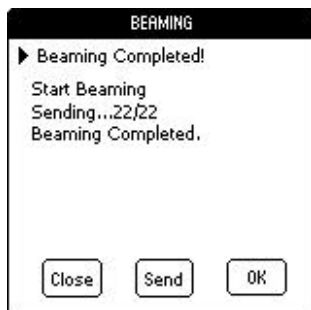 BEAMING
Beaming Completed!
Start Beaming
Sending...22/22
Beaming Completed.
Close Send OK